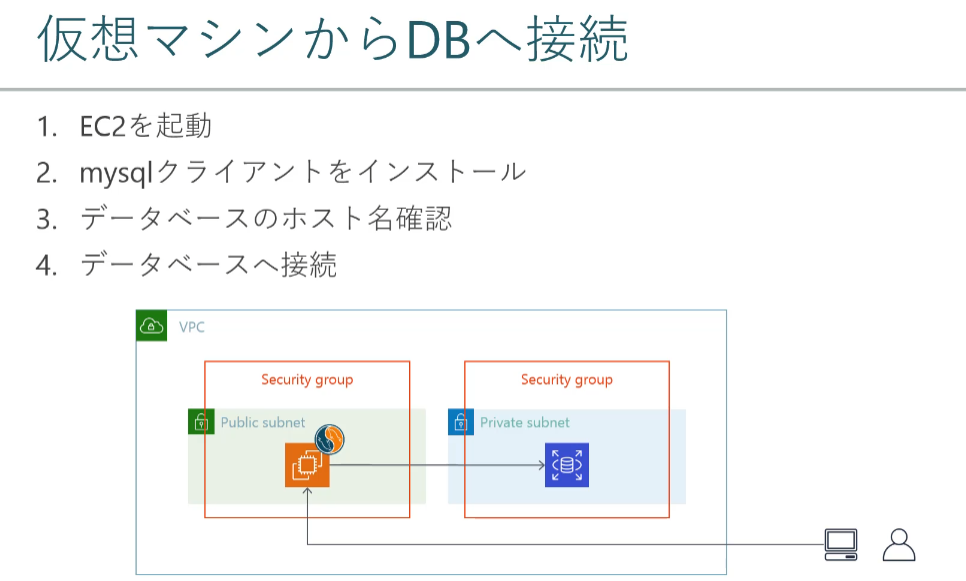 仮想マシンからDBへ接続
1. EC2を起動
2. mysqlクライアントをインストール
3. データベースのホスト名確認
4. データベースへ接続
VPC
Security group
Security group
Public subnet
Private subnet